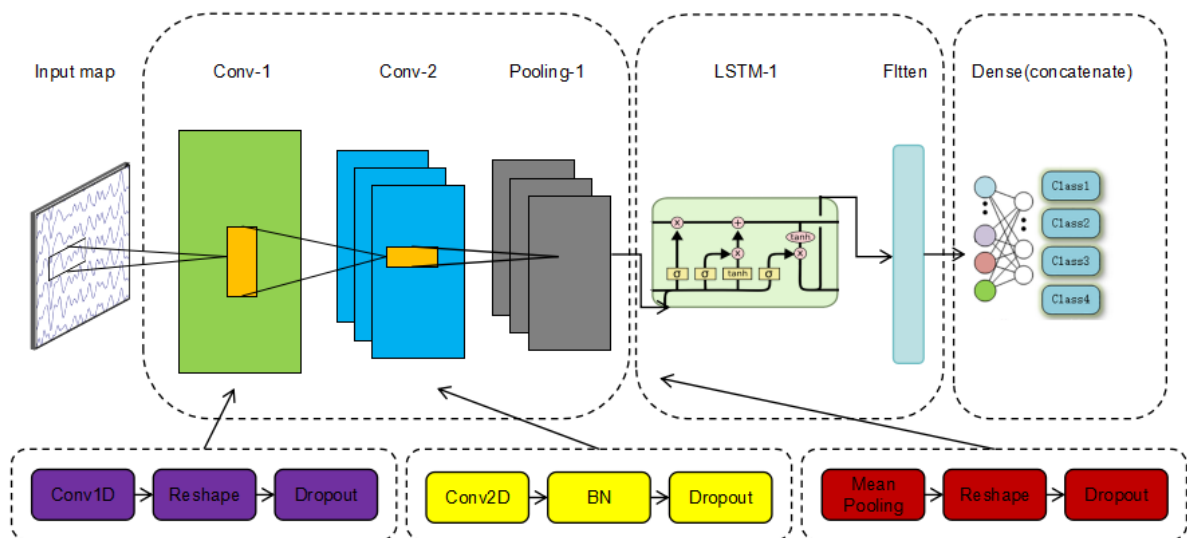 Input map
Conv-1
Conv-2
Pooling-1
LSTM-1
Fltten
Dense(concatenate)
×
+
tanh
×
×
σ
σ
tanh
σ
Class1
Class2
Class3
Class4
Conv1D
Reshape
Dropout
Conv2D
BN
Dropout
Mean
Pooling
Reshape
Dropout